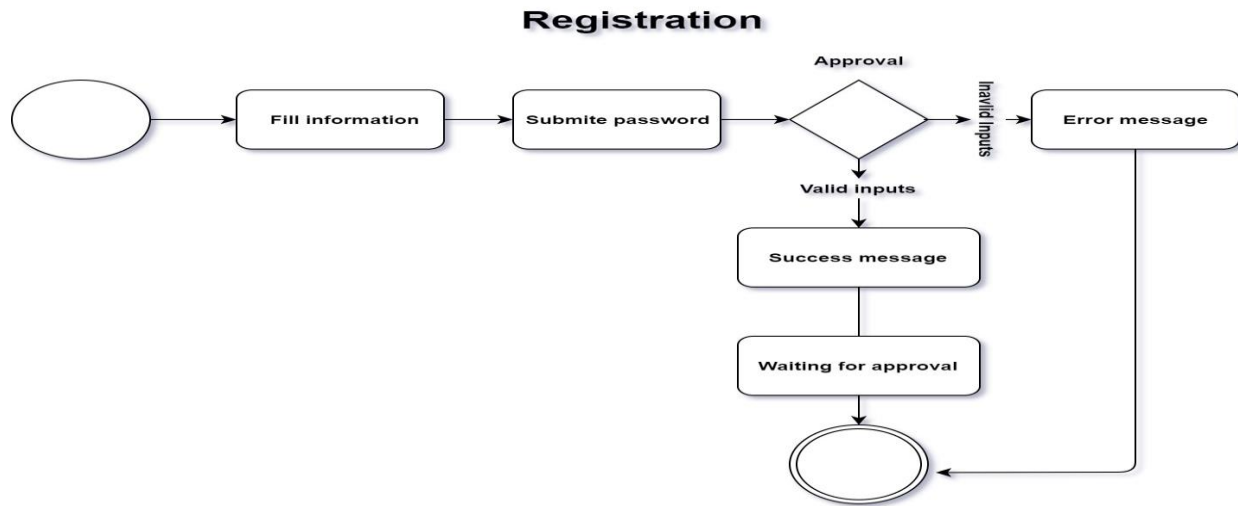 Registration
Approval
Fill information
Submite password
Inavlid Inputs
Error message
Valid inputs
Success message
Waiting for approval